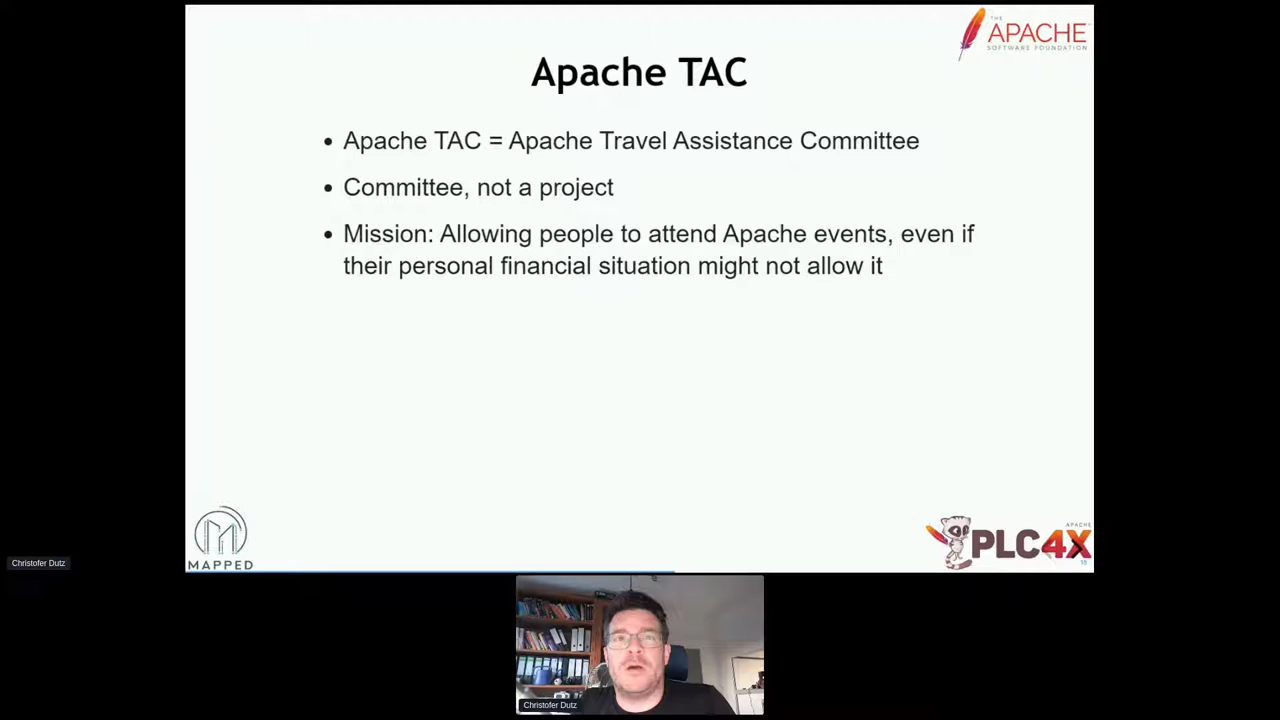 THE
APACHE
SOFTWARE FOUNDATION
Apache TAC
• Apache TAC = Apache Travel Assistance Committee
• Committee, not a project
• Mission: Allowing people to attend Apache events, even if
their personal financial situation might not allow it
MAPPED
APACHE
PLC4X
18
Christofer Dutz
Christofer Dutz